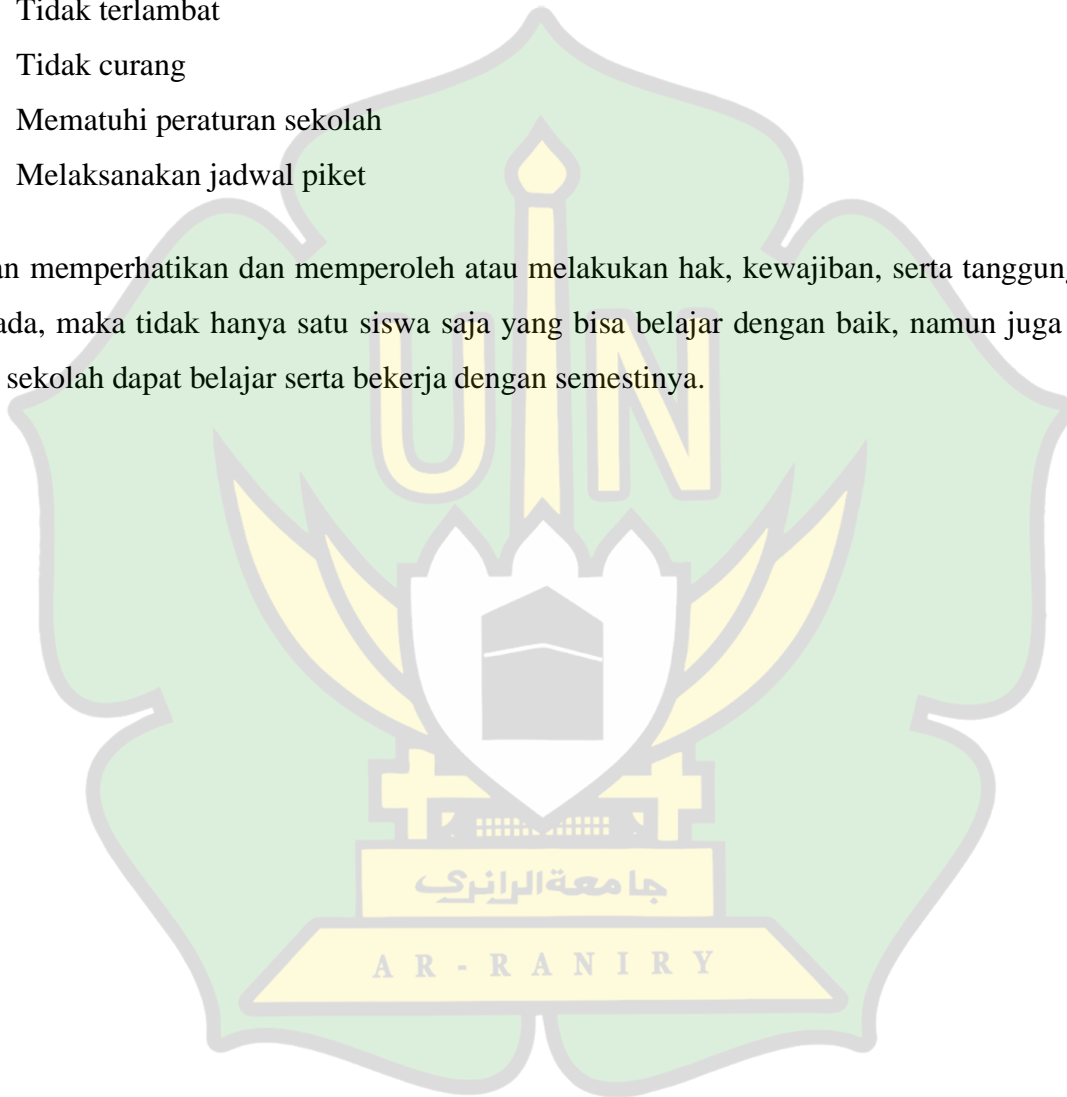 Tidak terlambat
Tidak curang
Mematuhi peraturan sekolah
Melaksanakan jadwal piket
an memperhatikan dan memperoleh atau melakukan hak, kewajiban, serta tanggung
ada, maka tidak hanya satu siswa saja yang bisa belajar dengan baik, namun juga
sekolah dapat belajar serta bekerja dengan semestinya.
UIN
جامعةالرانري
AR-RANIRY